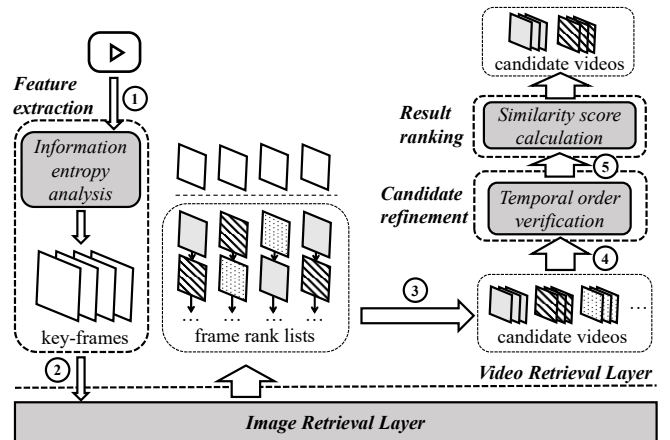 candidate videos
Feature
extraction
①
Result
ranking
Similarity score
calculation
Information
entropy
analysis
⑤
Candidate
refinement
Temporal order
verification
④
③
key-frames
... ... ... ...
frame rank lists
...
candidate videos
②
Video Retrieval Layer
Image Retrieval Layer